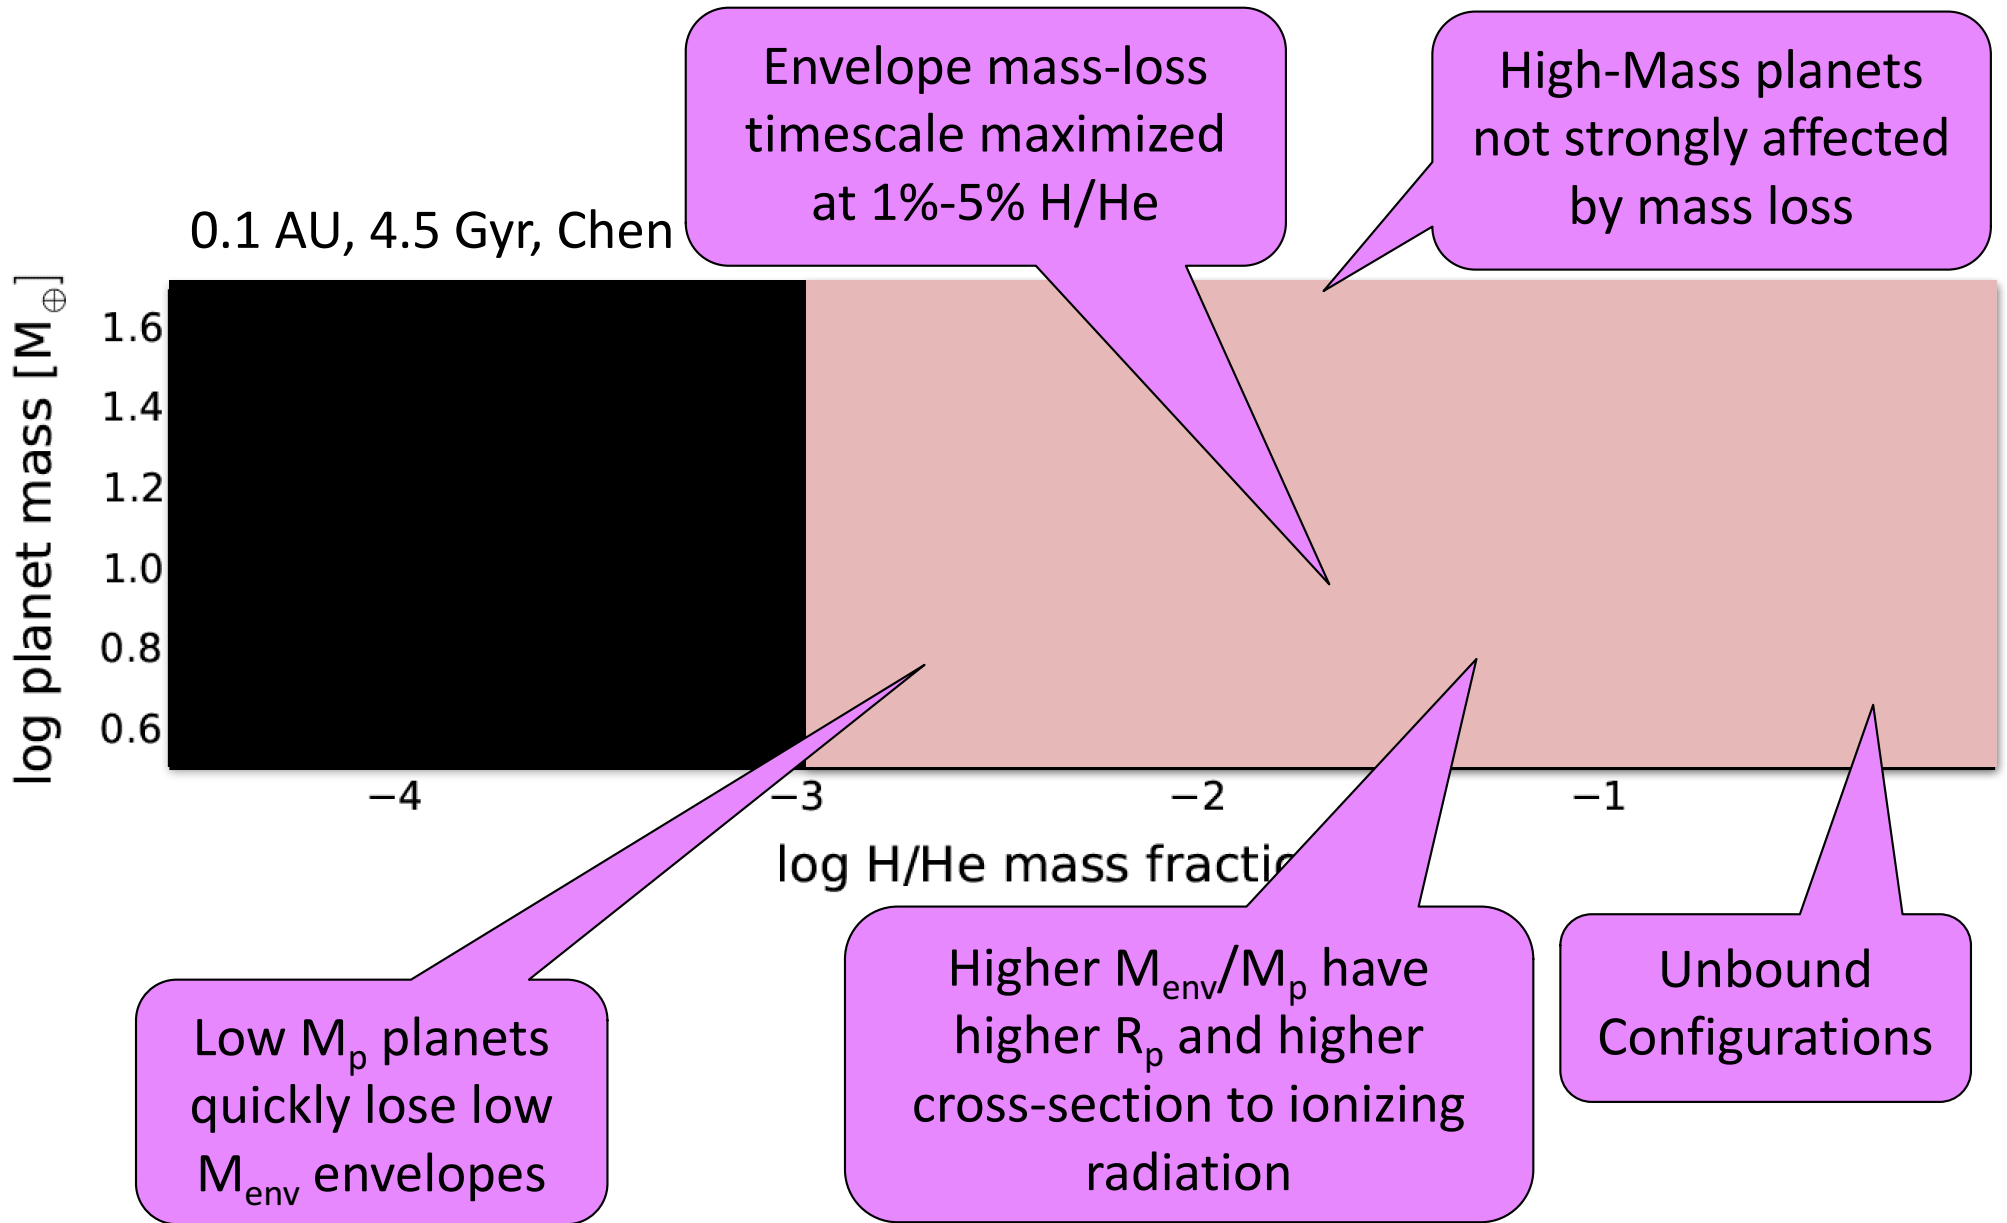 Envelope mass-loss
timescale maximized
at 1%-5% H/He
High-Mass planets
not strongly affected
by mass loss
0.1 AU, 4.5 Gyr, Chen
log planet mass [M⊕]
1.6
1.4
1.2
1.0
0.8
0.6
−4
−3
−2
−1
log H/He mass
Low Mp planets
quickly lose low
Menv envelopes
Higher Menv/Mp have
higher Rp and higher
cross-section to ionizing
radiation
Unbound
Configurations